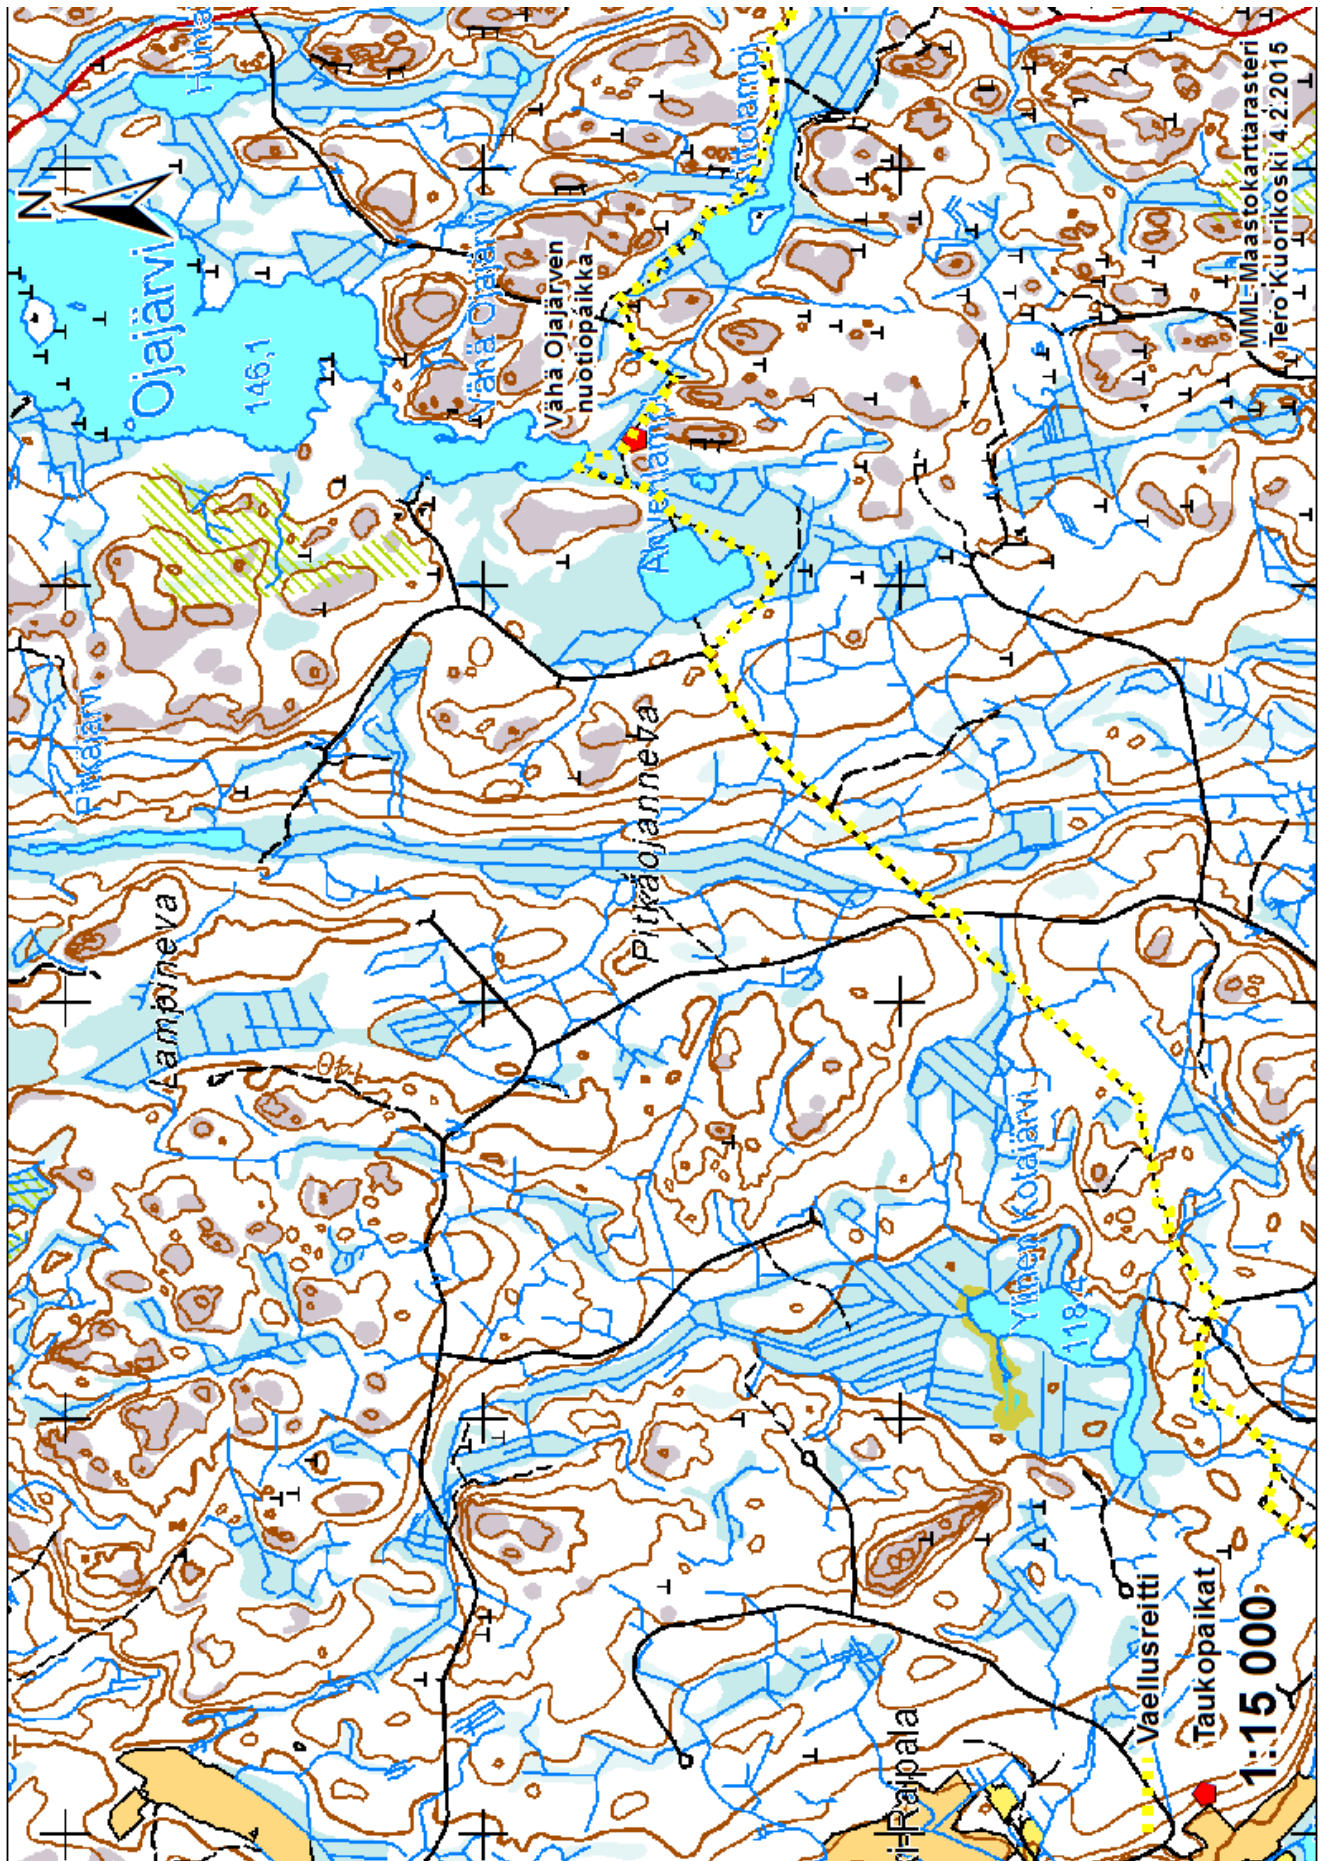 N
Ojajärvi
146,1
Vähä Ojajärvi
Vähä Ojajärven
nuotiopaikka
Ahvenlammi
Pitkäjärvi
Lampineva
Pitkäojanneva
140
Ylinen Kotajärvi
118,4
Vaellusreitti
Taukopaikat
1:15 000,
MML-Maastokarttarasteri
Tero Kuorikoski 4.2.2015